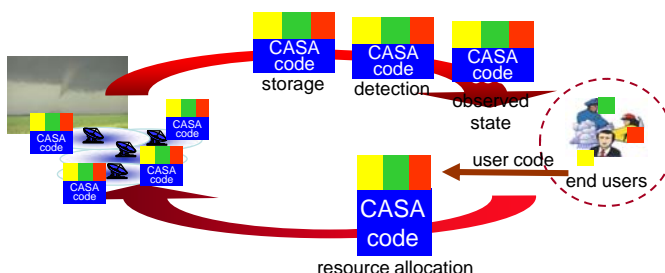 CASA
code
storage
CASA
code
detection
CASA
code
observed
state
CASA
code
CASA
code
CASA
code
CASA
code
user code
end users
CASA
code
resource allocation